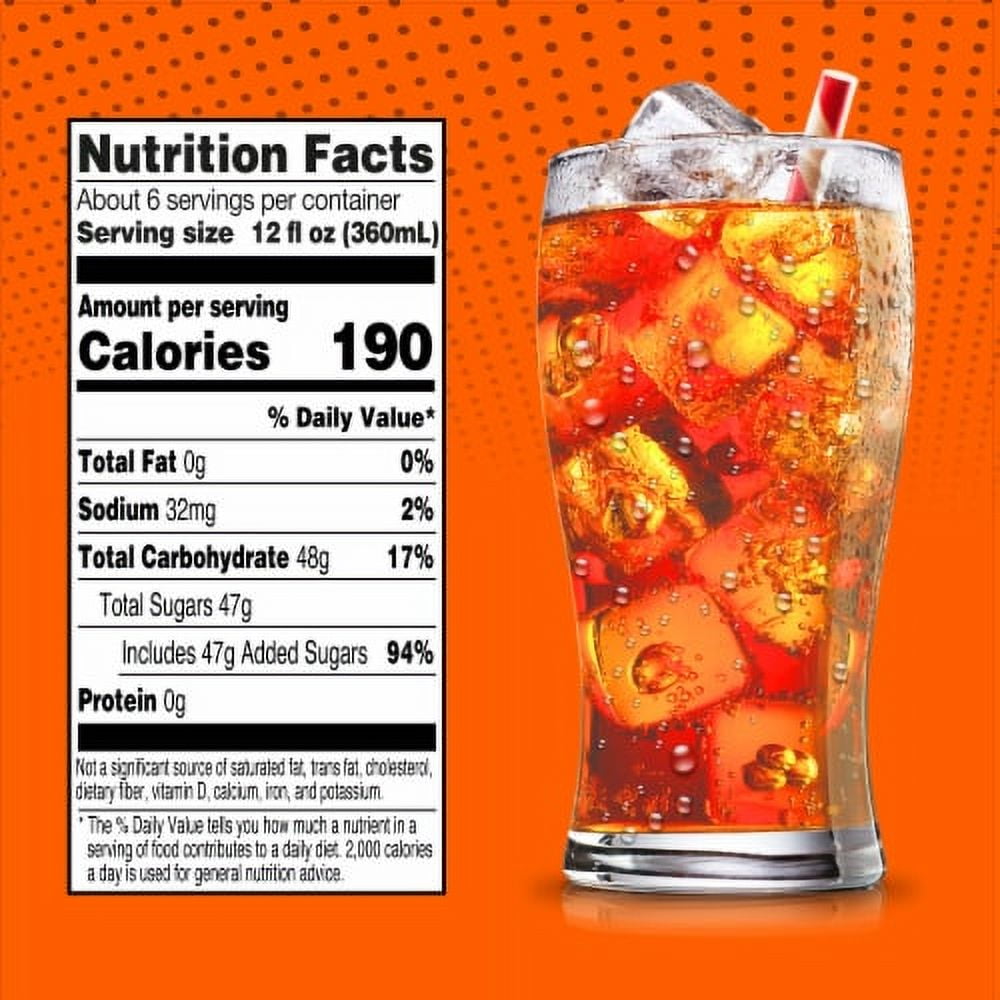 Nutrition Facts
About 6 servings per container
Serving size 12 fl oz (360mL)
Amount per serving
Calories 190
% Daily Value*
Total Fat 0g 0%
Sodium 32mg 2%
Total Carbohydrate 48g 17%
Total Sugars 47g
Includes 47g Added Sugars 94%
Protein 0g
Not a significant source of saturated fat, trans fat, cholesterol,
dietary fiber, vitamin D, calcium, iron, and potassium.
* The % Daily Value tells you how much a nutrient in a
serving of food contributes to a daily diet. 2,000 calories
a day is used for general nutrition advice.